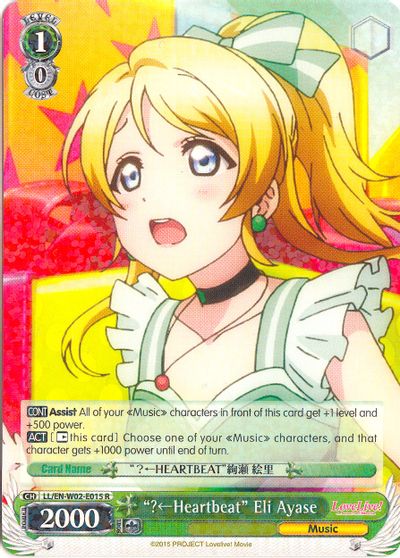 LEVEL
1
0
COST
CONT Assist All of your «Music» characters in front of this card get +1 level and
+500 power.
ACT [this card] Choose one of your «Music» characters, and that
character gets +1000 power until end of turn.
Card Name "?←HEARTBEAT"絢瀬 絵里
CH LL/EN-W02-E015 R
"?←Heartbeat" Eli Ayase
LoveLive!
POWER 2000 SOUL
Music
©2015 PROJECT Lovelive! Movie